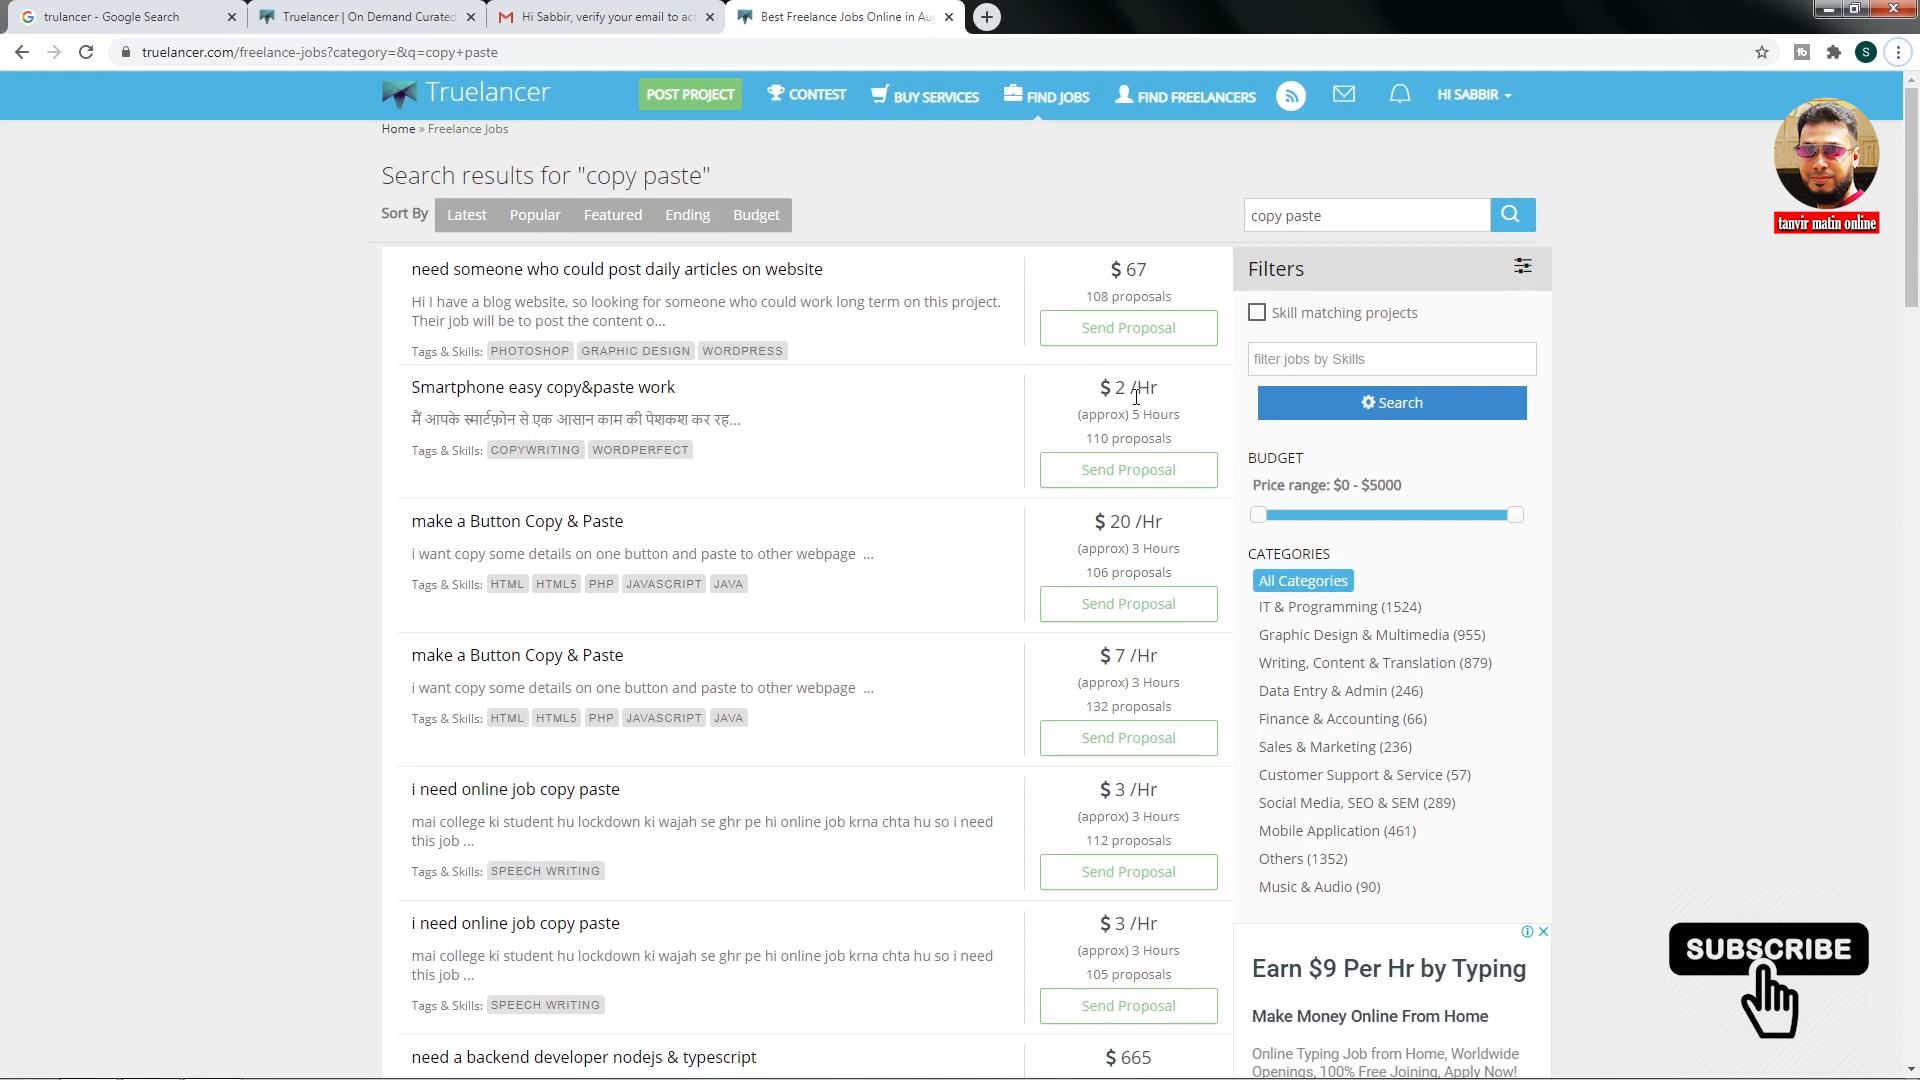 trulancer - Google Search
Truelancer | On Demand Curated
Hi Sabbir, verify your email to ac
Best Freelance Jobs Online in Au
truelancer.com/freelance-jobs?category=&q=copy+paste
S
Truelancer
POST PROJECT
CONTEST
BUY SERVICES
FIND JOBS
FIND FREELANCERS
HI SABBIR
Home » Freelance Jobs
tanvir matin online
Search results for "copy paste"
Sort By
Latest
Popular
Featured
Ending
Budget
copy paste
need someone who could post daily articles on website
Hi I have a blog website, so looking for someone who could work long term on this project.
Their job will be to post the content o...
Tags & Skills: PHOTOSHOP GRAPHIC DESIGN WORDPRESS
$ 67
108 proposals
Send Proposal
Smartphone easy copy&paste work
मैं आपके स्मार्टफ़ोन से एक आसान काम की पेशकश कर रह...
Tags & Skills: COPYWRITING WORDPERFECT
$ 2 /Hr
(approx) 5 Hours
110 proposals
Send Proposal
make a Button Copy & Paste
i want copy some details on one button and paste to other webpage ...
Tags & Skills: HTML HTML5 PHP JAVASCRIPT JAVA
$ 20 /Hr
(approx) 3 Hours
106 proposals
Send Proposal
make a Button Copy & Paste
i want copy some details on one button and paste to other webpage ...
Tags & Skills: HTML HTML5 PHP JAVASCRIPT JAVA
$ 7 /Hr
(approx) 3 Hours
132 proposals
Send Proposal
i need online job copy paste
mai college ki student hu lockdown ki wajah se ghr pe hi online job krna chta hu so i need
this job ...
Tags & Skills: SPEECH WRITING
$ 3 /Hr
(approx) 3 Hours
112 proposals
Send Proposal
i need online job copy paste
mai college ki student hu lockdown ki wajah se ghr pe hi online job krna chta hu so i need
this job ...
Tags & Skills: SPEECH WRITING
$ 3 /Hr
(approx) 3 Hours
105 proposals
Send Proposal
need a backend developer nodejs & typescript
$ 665
Filters
Skill matching projects
filter jobs by Skills
Search
BUDGET
Price range: $0 - $5000
CATEGORIES
All Categories
IT & Programming (1524)
Graphic Design & Multimedia (955)
Writing, Content & Translation (879)
Data Entry & Admin (246)
Finance & Accounting (66)
Sales & Marketing (236)
Customer Support & Service (57)
Social Media, SEO & SEM (289)
Mobile Application (461)
Others (1352)
Music & Audio (90)
Earn $9 Per Hr by Typing
Make Money Online From Home
Online Typing Job from Home, Worldwide
Openings, 100% Free Joining, Apply Now!
SUBSCRIBE